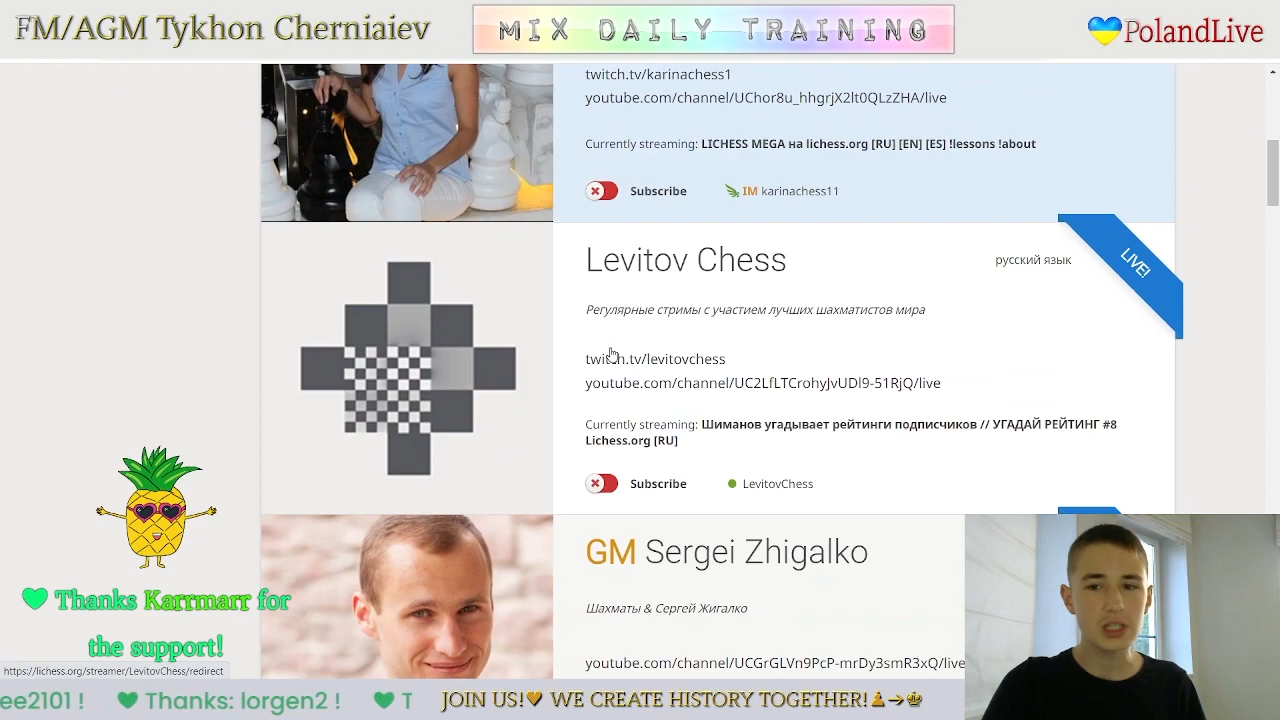 FM/AGM Tykhon Cherniaiev
MIX DAILY TRAINING
PolandLive
twitch.tv/karinachess1
youtube.com/channel/UChor8u_hhgrjX2lt0QLzZHA/live
Currently streaming: LICHESS MEGA на lichess.org [RU] [EN] [ES] !lessons !about
Subscribe
IM karinachess11
Levitov Chess
русский язык
LIVE!
Регулярные стримы с участием лучших шахматистов мира
twitch.tv/levitovchess
youtube.com/channel/UC2LfLTCrohyJvUDl9-51RjQ/live
Currently streaming: Шиманов угадывает рейтинги подписчиков // УГАДАЙ РЕЙТИНГ #8
Lichess.org [RU]
Subscribe
LevitovChess
GM Sergei Zhigalko
Шахматы & Сергей Жигалко
youtube.com/channel/UCGrGLVn9PcP-mrDy3smR3xQ/live
Thanks Karrmarr for
the support!
https://lichess.org/streamer/LevitovChess/redirect
ee2101 ! Thanks: lorgen2 ! T
JOIN US! WE CREATE HISTORY TOGETHER!